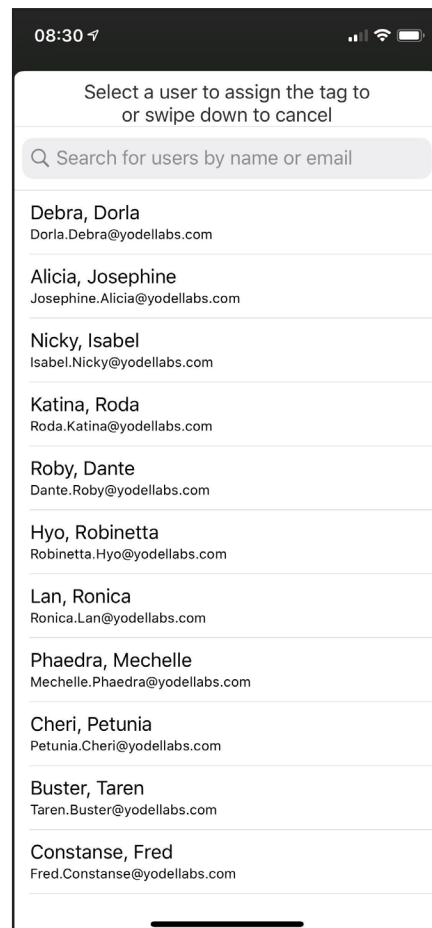 08:30
Select a user to assign the tag to
or swipe down to cancel
Search for users by name or email
Debra, Dorla
Dorla.Debra@yodellabs.com
Alicia, Josephine
Josephine.Alicia@yodellabs.com
Nicky, Isabel
Isabel.Nicky@yodellabs.com
Katina, Roda
Roda.Katina@yodellabs.com
Roby, Dante
Dante.Roby@yodellabs.com
Hyo, Robinetta
Robinetta.Hyo@yodellabs.com
Lan, Ronica
Ronica.Lan@yodellabs.com
Phaedra, Mechelle
Mechelle.Phaedra@yodellabs.com
Cheri, Petunia
Petunia.Cheri@yodellabs.com
Buster, Taren
Taren.Buster@yodellabs.com
Constanse, Fred
Fred.Constanse@yodellabs.com